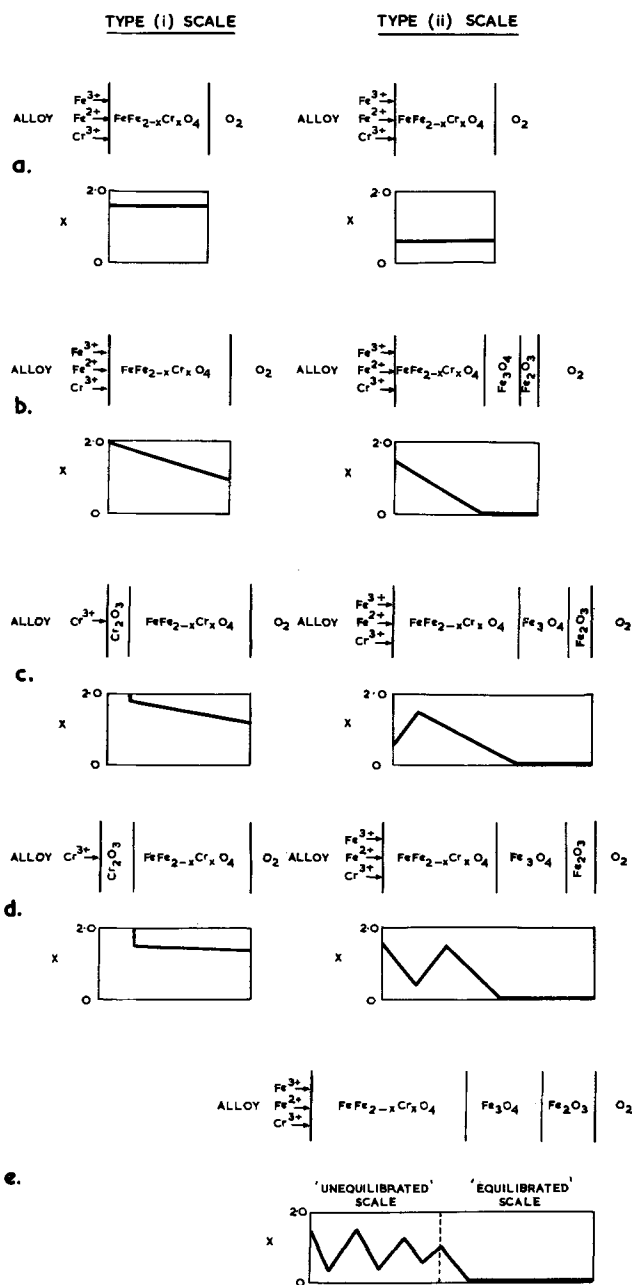 TYPE (i) SCALE
TYPE (ii) SCALE
Fe³⁺
Fe²⁺
Cr³⁺
ALLOY
FeFe₂₋ₓCrₓO₄
O₂
ALLOY
Fe³⁺
Fe²⁺
Cr³⁺
FeFe₂₋ₓCrₓO₄
O₂
a.
2·0
X
0
2·0
X
0
ALLOY
Fe³⁺
Fe²⁺
Cr³⁺
FeFe₂₋ₓCrₓO₄
O₂
ALLOY
Fe³⁺
Fe²⁺
Cr³⁺
FeFe₂₋ₓCrₓO₄
Fe₃O₄
Fe₂O₃
O₂
b.
2·0
X
0
2·0
X
0
ALLOY
Cr³⁺
Cr₂O₃
FeFe₂₋ₓCrₓO₄
O₂
ALLOY
Fe³⁺
Fe²⁺
Cr³⁺
FeFe₂₋ₓCrₓO₄
Fe₃O₄
Fe₂O₃
O₂
c.
2·0
X
0
2·0
X
0
ALLOY
Cr³⁺
Cr₂O₃
FeFe₂₋ₓCrₓO₄
O₂
ALLOY
Fe³⁺
Fe²⁺
Cr³⁺
FeFe₂₋ₓCrₓO₄
Fe₃O₄
Fe₂O₃
O₂
d.
2·0
X
0
2·0
X
0
ALLOY
Fe³⁺
Fe²⁺
Cr³⁺
FeFe₂₋ₓCrₓO₄
Fe₃O₄
Fe₂O₃
O₂
e.
'UNEQUILIBRATED' SCALE
'EQUILIBRATED' SCALE
2·0
X
0